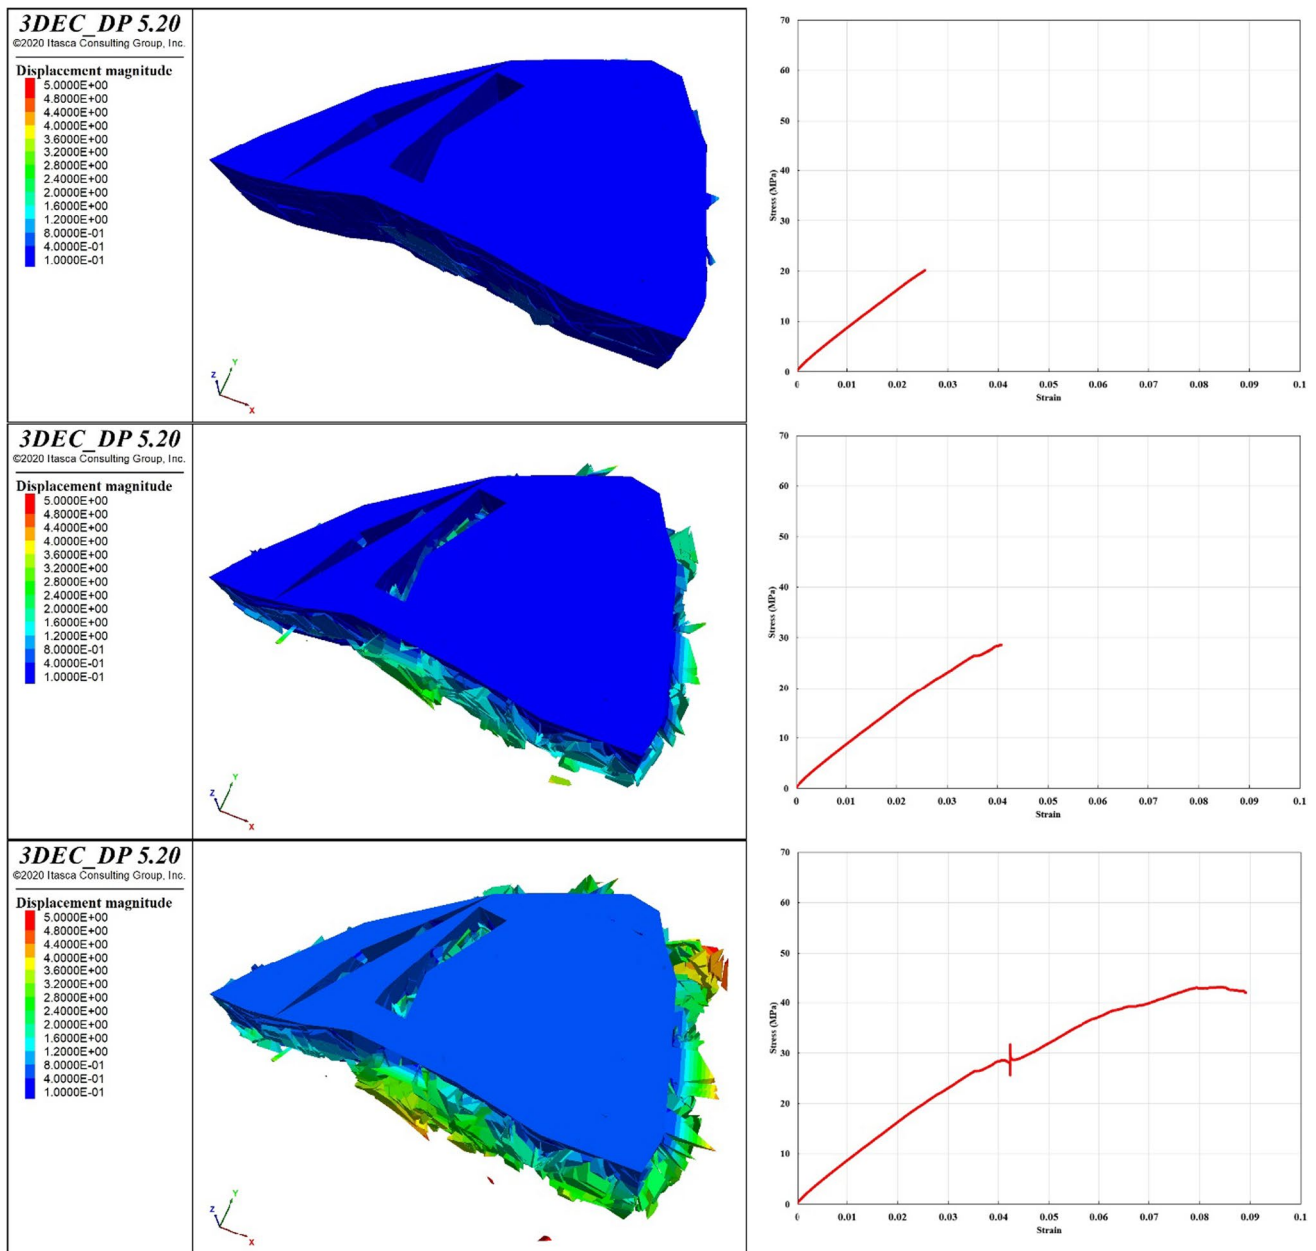 3DEC_DP 5.20
©2020 Itasca Consulting Group, Inc.
Displacement magnitude
5.0000E+00
4.8000E+00
4.4000E+00
4.0000E+00
3.6000E+00
3.2000E+00
2.8000E+00
2.4000E+00
2.0000E+00
1.6000E+00
1.2000E+00
8.0000E-01
4.0000E-01
1.0000E-01
Z
Y
X
70
60
50
40
30
20
10
0
Stress (MPa)
0 0.01 0.02 0.03 0.04 0.05 0.06 0.07 0.08 0.09 0.1
Strain
3DEC_DP 5.20
©2020 Itasca Consulting Group, Inc.
Displacement magnitude
5.0000E+00
4.8000E+00
4.4000E+00
4.0000E+00
3.6000E+00
3.2000E+00
2.8000E+00
2.4000E+00
2.0000E+00
1.6000E+00
1.2000E+00
8.0000E-01
4.0000E-01
1.0000E-01
Z
Y
X
70
60
50
40
30
20
10
0
Stress (MPa)
0 0.01 0.02 0.03 0.04 0.05 0.06 0.07 0.08 0.09 0.1
Strain
3DEC_DP 5.20
©2020 Itasca Consulting Group, Inc.
Displacement magnitude
5.0000E+00
4.8000E+00
4.4000E+00
4.0000E+00
3.6000E+00
3.2000E+00
2.8000E+00
2.4000E+00
2.0000E+00
1.6000E+00
1.2000E+00
8.0000E-01
4.0000E-01
1.0000E-01
Z
Y
X
70
60
50
40
30
20
10
0
Stress (MPa)
0 0.01 0.02 0.03 0.04 0.05 0.06 0.07 0.08 0.09 0.1
Strain